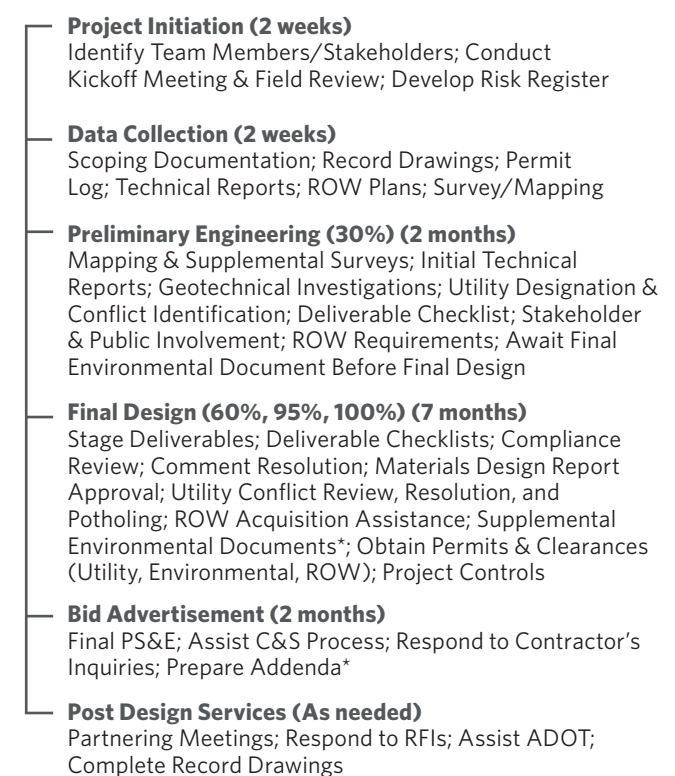 Project Initiation (2 weeks)
Identify Team Members/Stakeholders; Conduct
Kickoff Meeting & Field Review; Develop Risk Register
Data Collection (2 weeks)
Scoping Documentation; Record Drawings; Permit
Log; Technical Reports; ROW Plans; Survey/Mapping
Preliminary Engineering (30%) (2 months)
Mapping & Supplemental Surveys; Initial Technical
Reports; Geotechnical Investigations; Utility Designation &
Conflict Identification; Deliverable Checklist; Stakeholder
& Public Involvement; ROW Requirements; Await Final
Environmental Document Before Final Design
Final Design (60%, 95%, 100%) (7 months)
Stage Deliverables; Deliverable Checklists; Compliance
Review; Comment Resolution; Materials Design Report
Approval; Utility Conflict Review, Resolution, and
Potholing; ROW Acquisition Assistance; Supplemental
Environmental Documents*; Obtain Permits & Clearances
(Utility, Environmental, ROW); Project Controls
Bid Advertisement (2 months)
Final PS&E; Assist C&S Process; Respond to Contractor's
Inquiries; Prepare Addenda*
Post Design Services (As needed)
Partnering Meetings; Respond to RFIs; Assist ADOT;
Complete Record Drawings